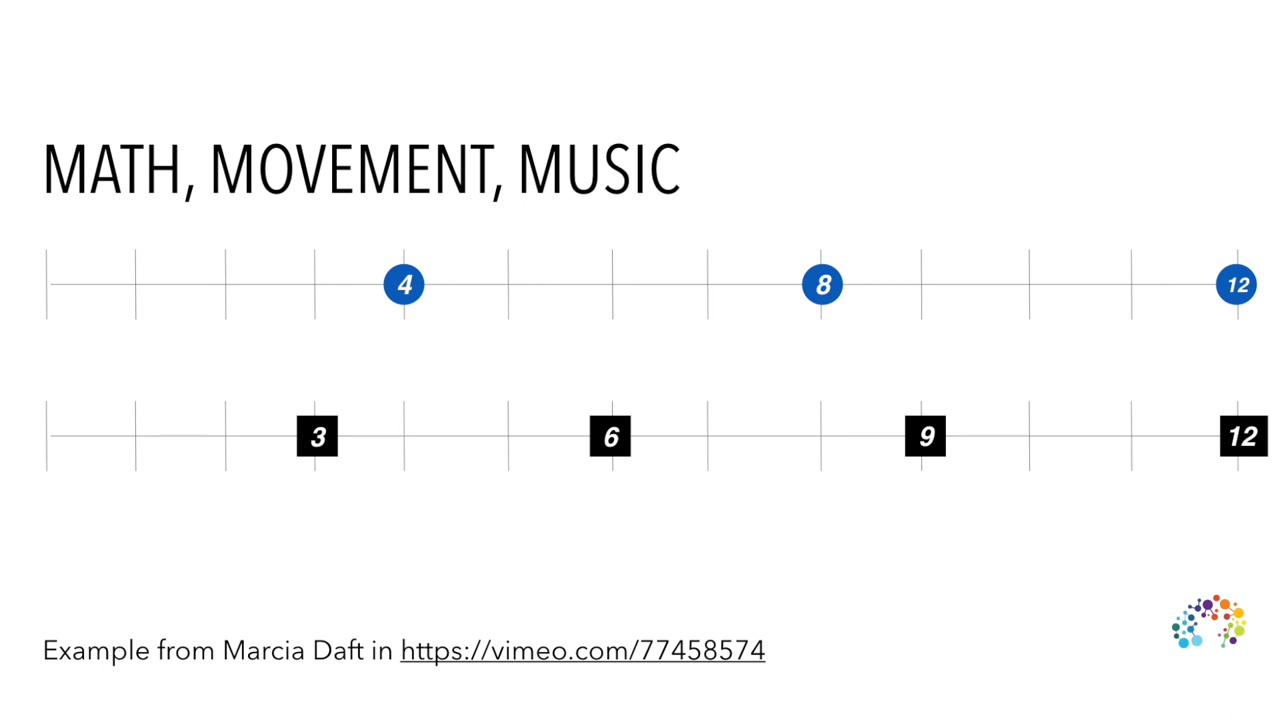 MATH, MOVEMENT, MUSIC
4 8 12
3 6 9 12
Example from Marcia Daft in https://vimeo.com/77458574